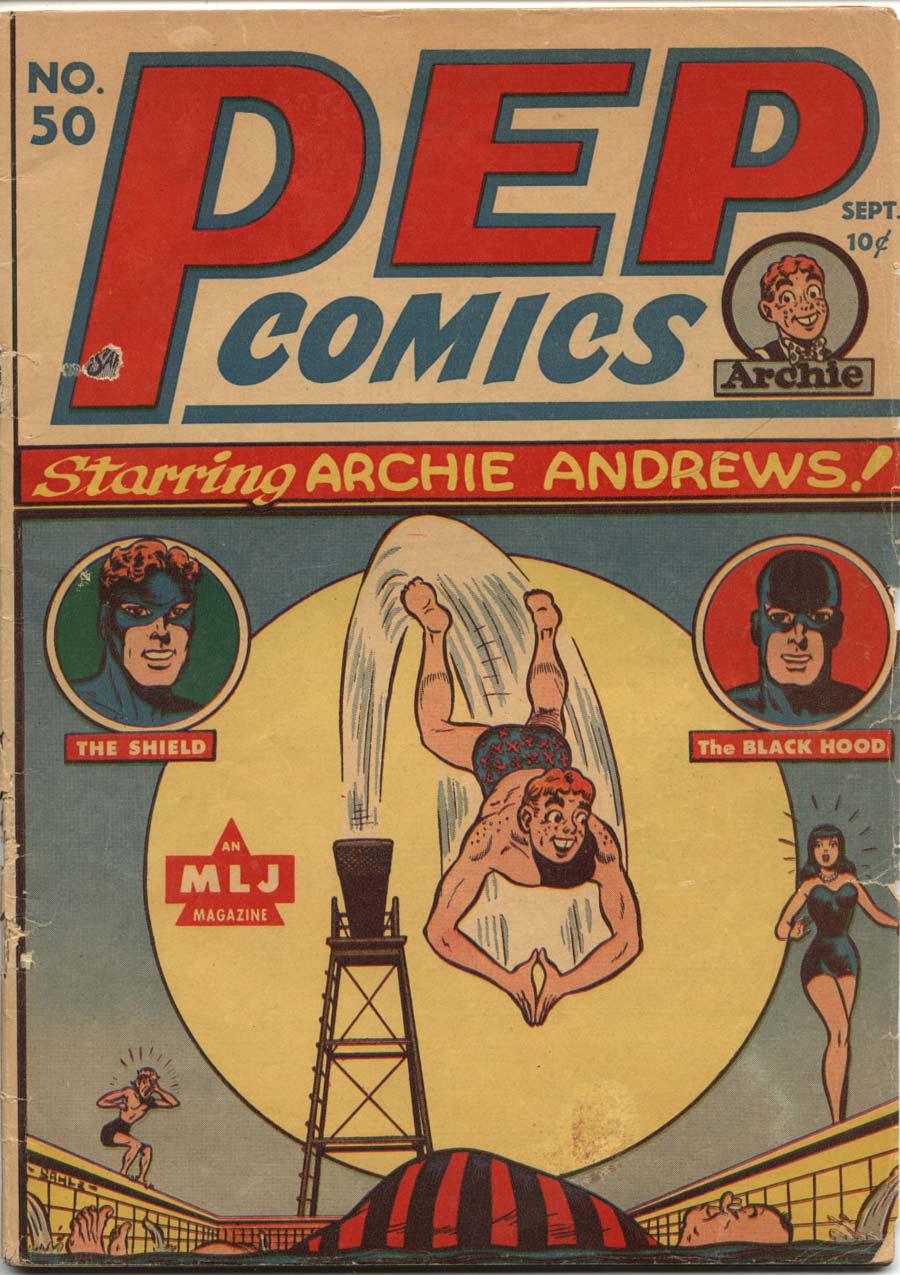 NO.
50
PEP
COMICS
SEPT.
10¢
Archie
Starring ARCHIE ANDREWS!
THE SHIELD
The BLACK HOOD
AN
MLJ
MAGAZINE